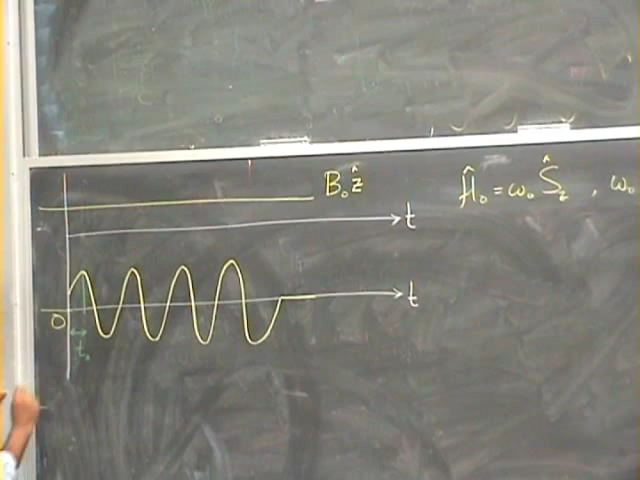 B₀ẑ
Ĥ₀ = ω₀ Ŝ_z , ω₀
t
t
0
t₀